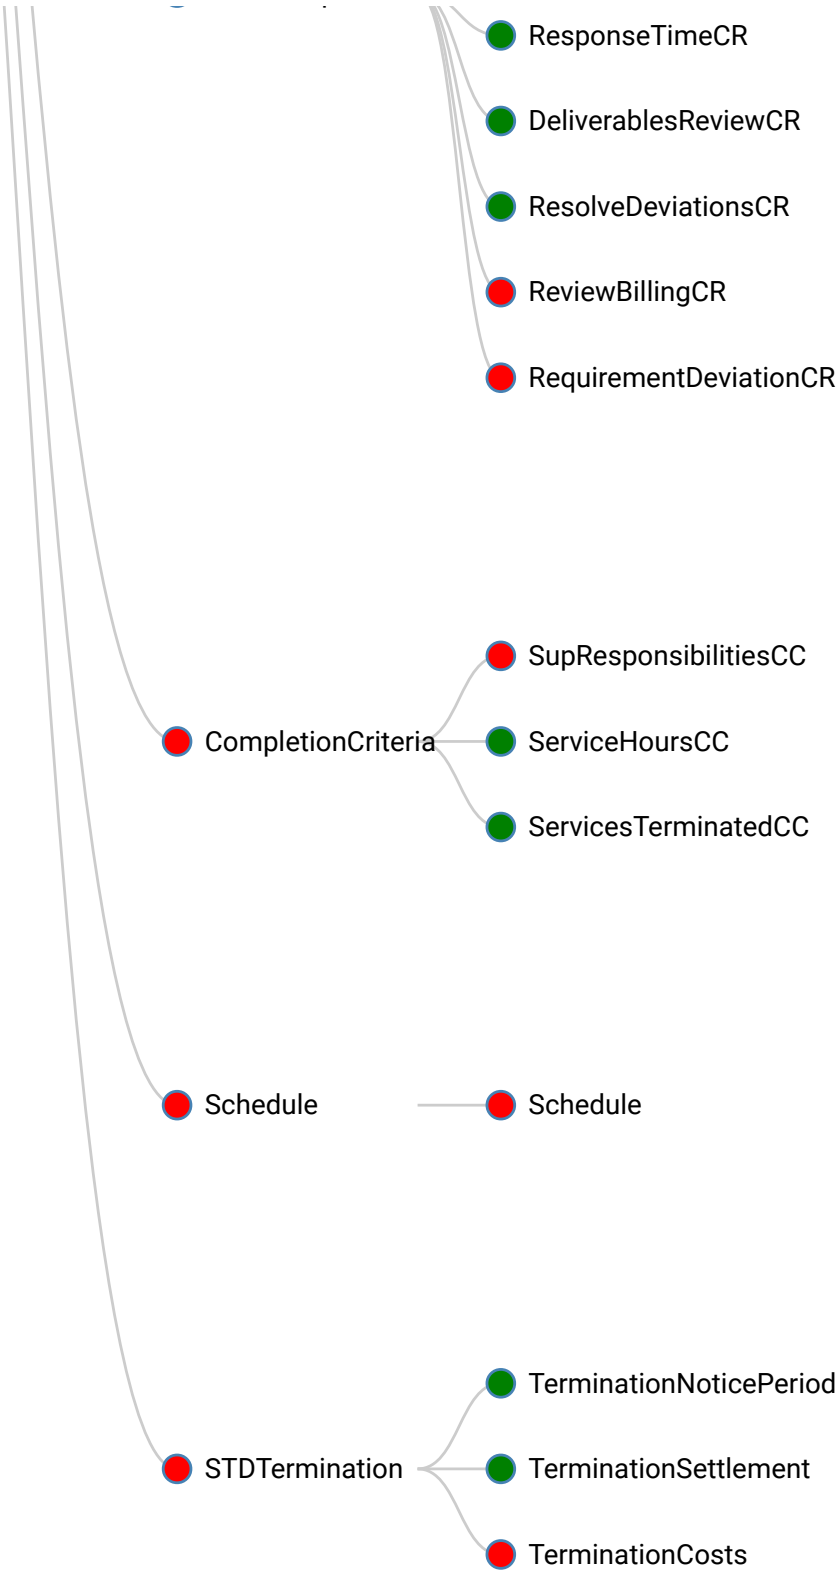 ResponseTimeCR
DeliverablesReviewCR
ResolveDeviationsCR
ReviewBillingCR
RequirementDeviationCR
SupResponsibilitiesCC
CompletionCriteria
ServiceHoursCC
ServicesTerminatedCC
Schedule
Schedule
TerminationNoticePeriod
STDTermination
TerminationSettlement
TerminationCosts